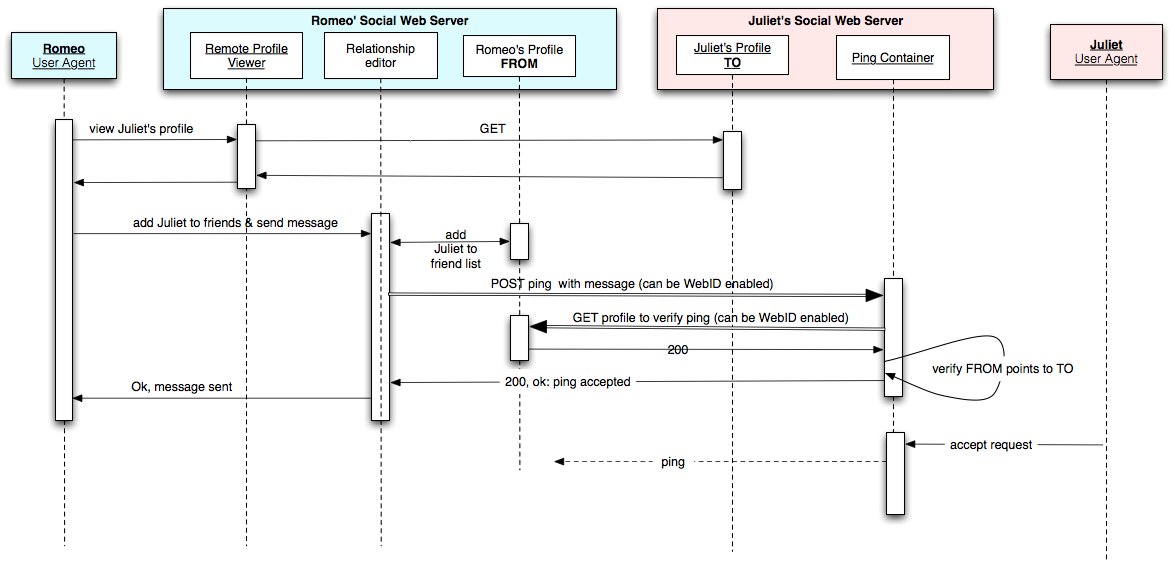 Romeo' Social Web Server
Juliet's Social Web Server
Romeo
User Agent
Remote Profile
Viewer
Relationship
editor
Romeo's Profile
FROM
Juliet's Profile
TO
Ping Container
Juliet
User Agent
view Juliet's profile
GET
add Juliet to friends & send message
add
Juliet to
friend list
POST ping with message (can be WebID enabled)
GET profile to verify ping (can be WebID enabled)
200
verify FROM points to TO
200, ok: ping accepted
Ok, message sent
accept request
ping